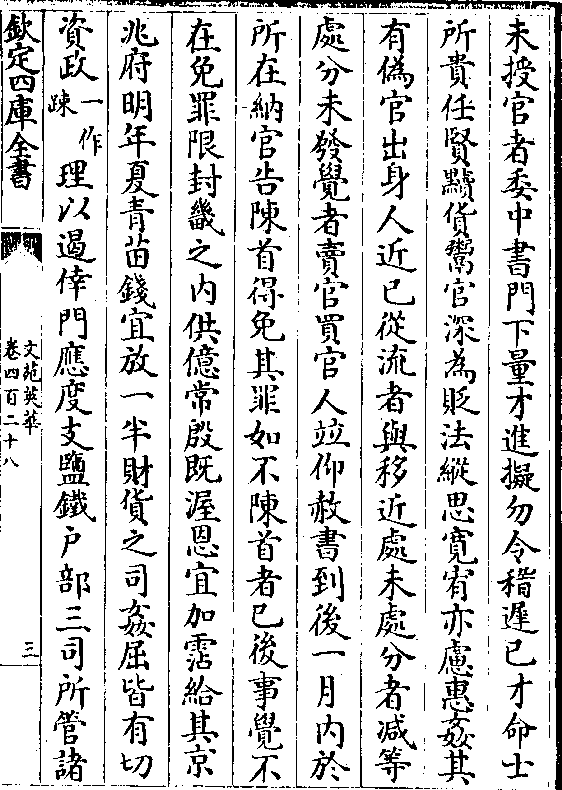 未授官者委中書門下量才進擬勿令稽遲已才命士
所貴任賢黷貨鬻官深為貶法縱思寛宥亦慮惠姦其
有偽官出身人近已從流者與移近處未處分者减等
處分未發覺者賣官買官人竝仰赦書到後一月内於
所在納官告陳首得免其罪如不陳首者已後事覺不
在免罪限封畿之内供億常殷既渥恩宜加霑給其京
兆府明年夏青苗錢宜放一半財貨之司姦屈皆有切
資政一作踈理以遏倖門應度支鹽鐵户部三司所管諸
欽定四庫全書
文苑英華
卷四百二十八
三